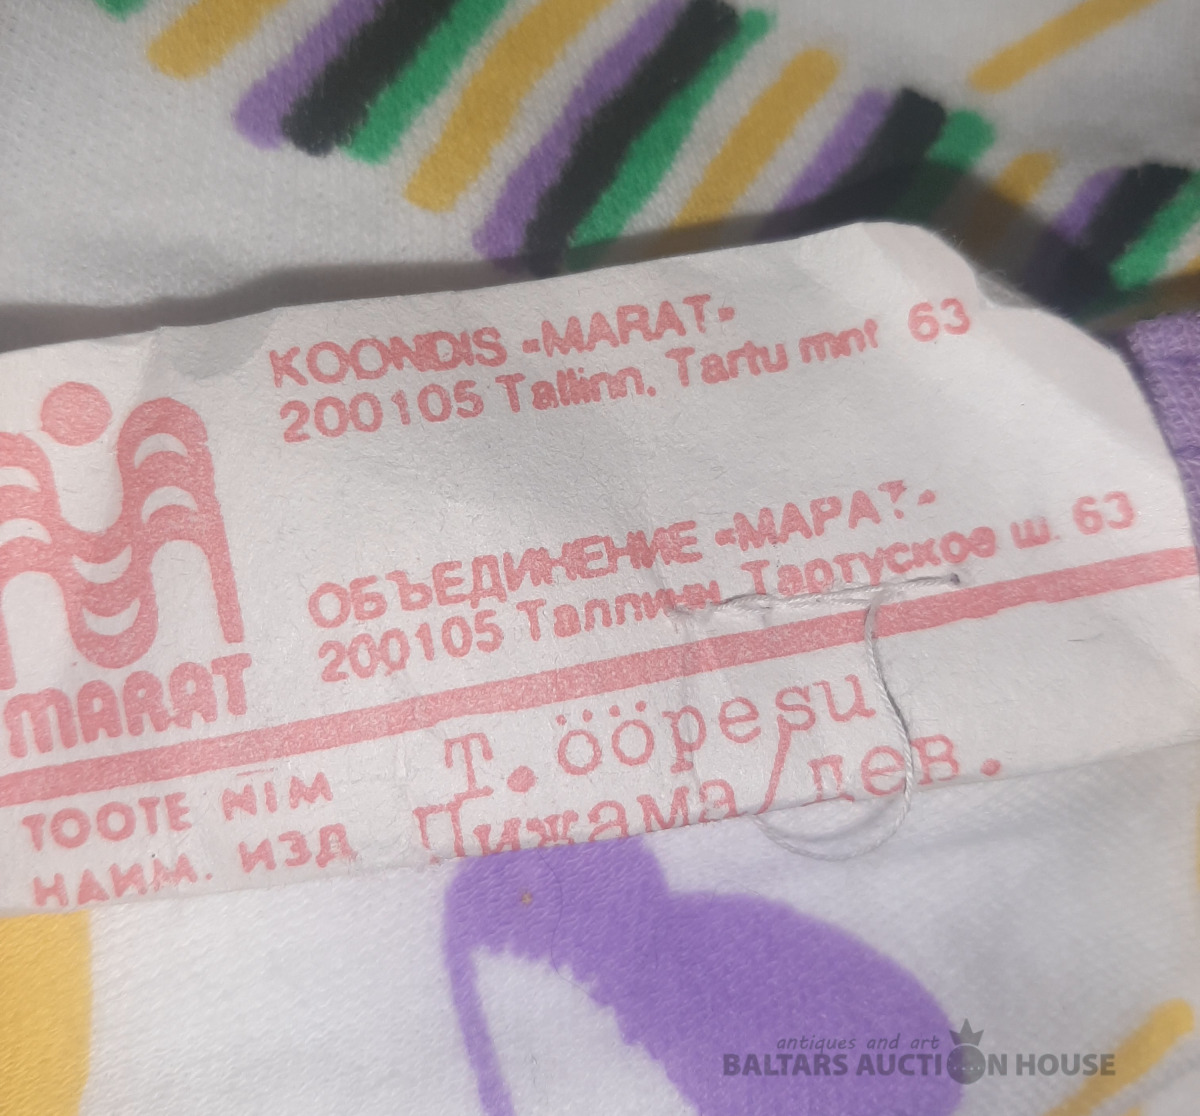 KOONDIS «MARAT»
200105 Tallinn, Tartu mnt 63
ОБЪЕДИНЕНИЕ «МАРАТ»
200105 Таллинн, Тартуское ш. 63
MARAT
TOOTE NIM
T. ööpesu
НАИМ. ИЗД
Пижама/дев.
antiques and art
BALTARS AUCTION HOUSE